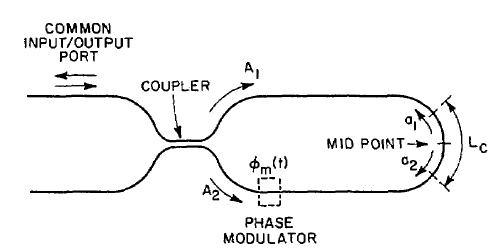 COMMON
INPUT/OUTPUT
PORT
COUPLER
A1
a1
MID POINT
LC
a2
ϕm(t)
A2
PHASE
MODULATOR